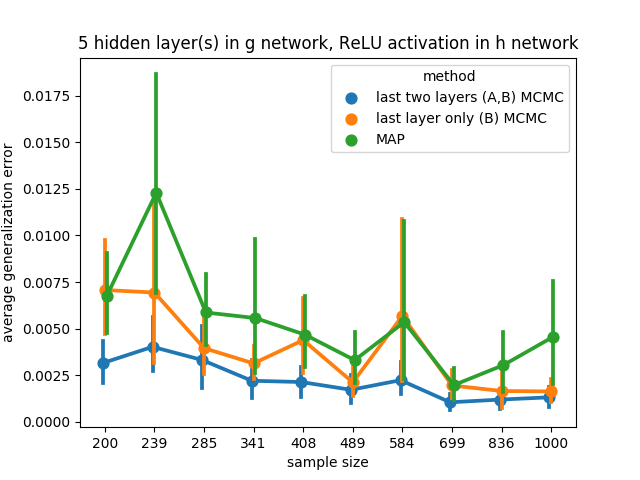 5 hidden layer(s) in g network, ReLU activation in h network
method
last two layers (A,B) MCMC
last layer only (B) MCMC
MAP
average generalization error
0.0175
0.0150
0.0125
0.0100
0.0075
0.0050
0.0025
0.0000
200 239 285 341 408 489 584 699 836 1000
sample size